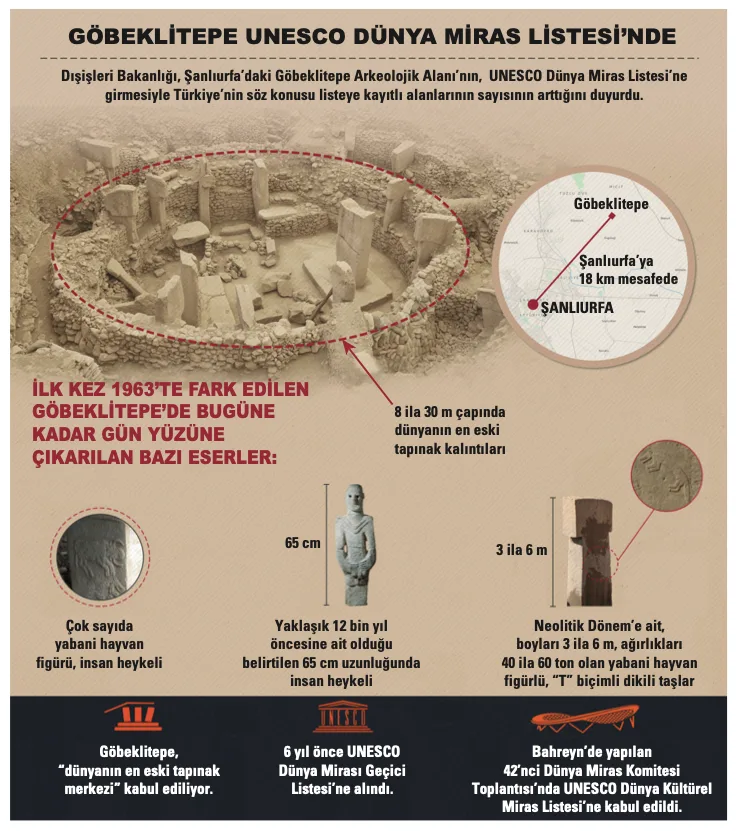 GÖBEKLİTEPE UNESCO DÜNYA MİRAS LİSTESİ’NDE
Dışişleri Bakanlığı, Şanlıurfa’daki Göbeklitepe Arkeolojik Alanı’nın, UNESCO Dünya Miras Listesi’ne
girmesiyle Türkiye’nin söz konusu listeye kayıtlı alanlarının sayısının arttığını duyurdu.
Göbeklitepe
Şanlıurfa’ya
18 km mesafede
ŞANLIURFA
8 ila 30 m çapında
dünyanın en eski
tapınak kalıntıları
İLK KEZ 1963’TE FARK EDİLEN
GÖBEKLİTEPE’DE BUGÜNE
KADAR GÜN YÜZÜNE
ÇIKARILAN BAZI ESERLER:
Çok sayıda
yabani hayvan
figürü, insan heykeli
65 cm
Yaklaşık 12 bin yıl
öncesine ait olduğu
belirtilen 65 cm uzunluğunda
insan heykeli
3 ila 6 m
Neolitik Dönem’e ait,
boyları 3 ila 6 m, ağırlıkları
40 ila 60 ton olan yabani hayvan
figürlü, “T” biçimli dikili taşlar
Göbeklitepe,
“dünyanın en eski tapınak
merkezi” kabul ediliyor.
UNESCO
6 yıl önce UNESCO
Dünya Mirası Geçici
Listesi’ne alındı.
Bahreyn’de yapılan
42’nci Dünya Miras Komitesi
Toplantısı’nda UNESCO Dünya Kültürel
Miras Listesi’ne kabul edildi.